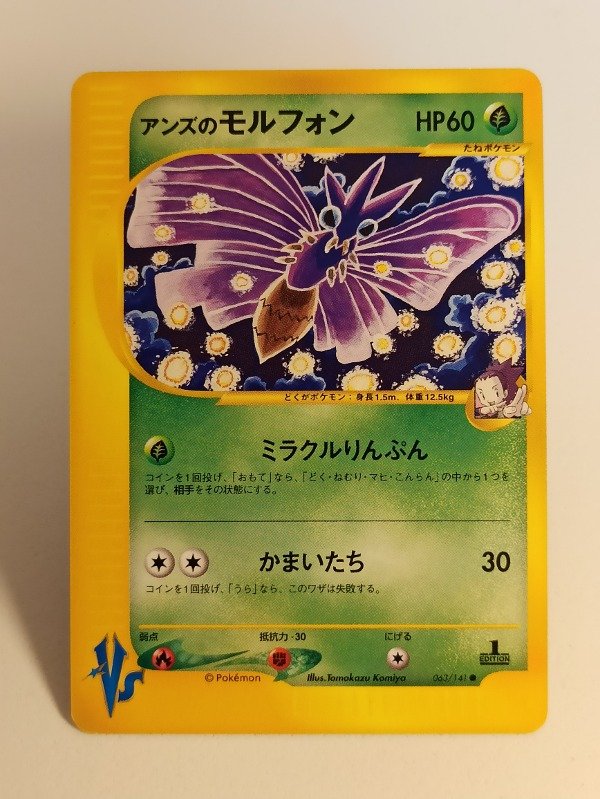 アンズのモルフォン HP60
たねポケモン
どくがポケモン：身長1.5m、体重12.5kg
ミラクルりんぷん
コインを1回投げ、「おもて」なら、「どく・ねむり・マヒ・こんらん」の中から1つを
選び、相手をその状態にする。
かまいたち 30
コインを1回投げ、「うら」なら、このワザは失敗する。
弱点 抵抗力・30 にげる
1
EDITION
VS
© Pokémon Illus.Tomokazu Komiya 063/141 ●